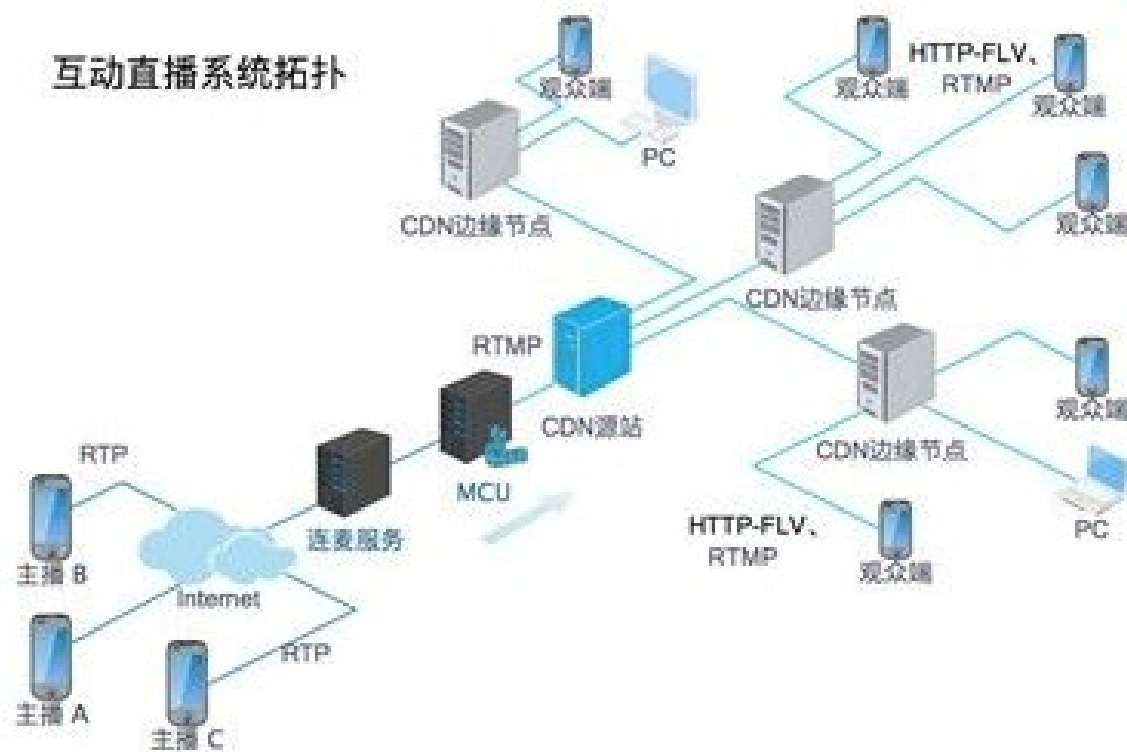 互动直播系统拓扑
观众端
PC
CDN边缘节点
观众端
HTTP-FLV、
RTMP
观众端
观众端
CDN边缘节点
RTMP
CDN源站
观众端
CDN边缘节点
PC
HTTP-FLV、
RTMP
观众端
MCU
连麦服务
RTP
主播 B
Internet
主播 A
RTP
主播 C